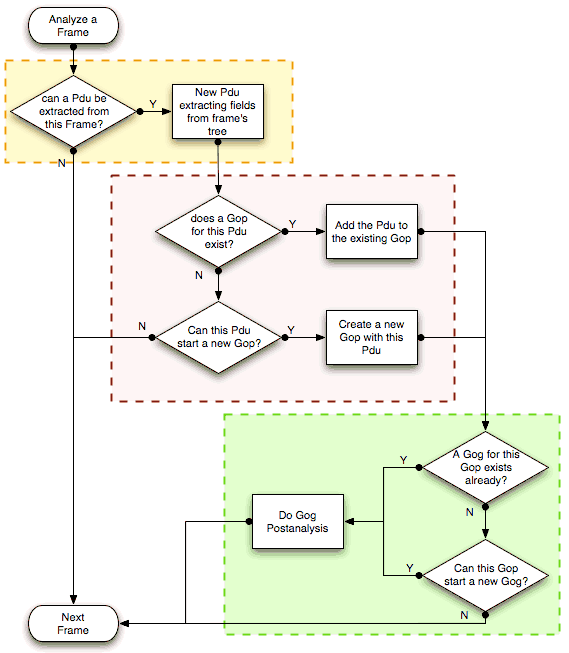 Analyze a
Frame
can a Pdu be
extracted from
this Frame?
Y
New Pdu
extracting fields
from frame's
tree
N
does a Gop
for this Pdu
exist?
Y
Add the Pdu to
the existing Gop
N
N
Can this Pdu
start a new Gop?
Y
Create a new
Gop with this
Pdu
A Gog for this
Gop exists
already?
Y
N
Do Gog
Postanalysis
Can this Gop
start a new Gog?
Y
N
Next
Frame